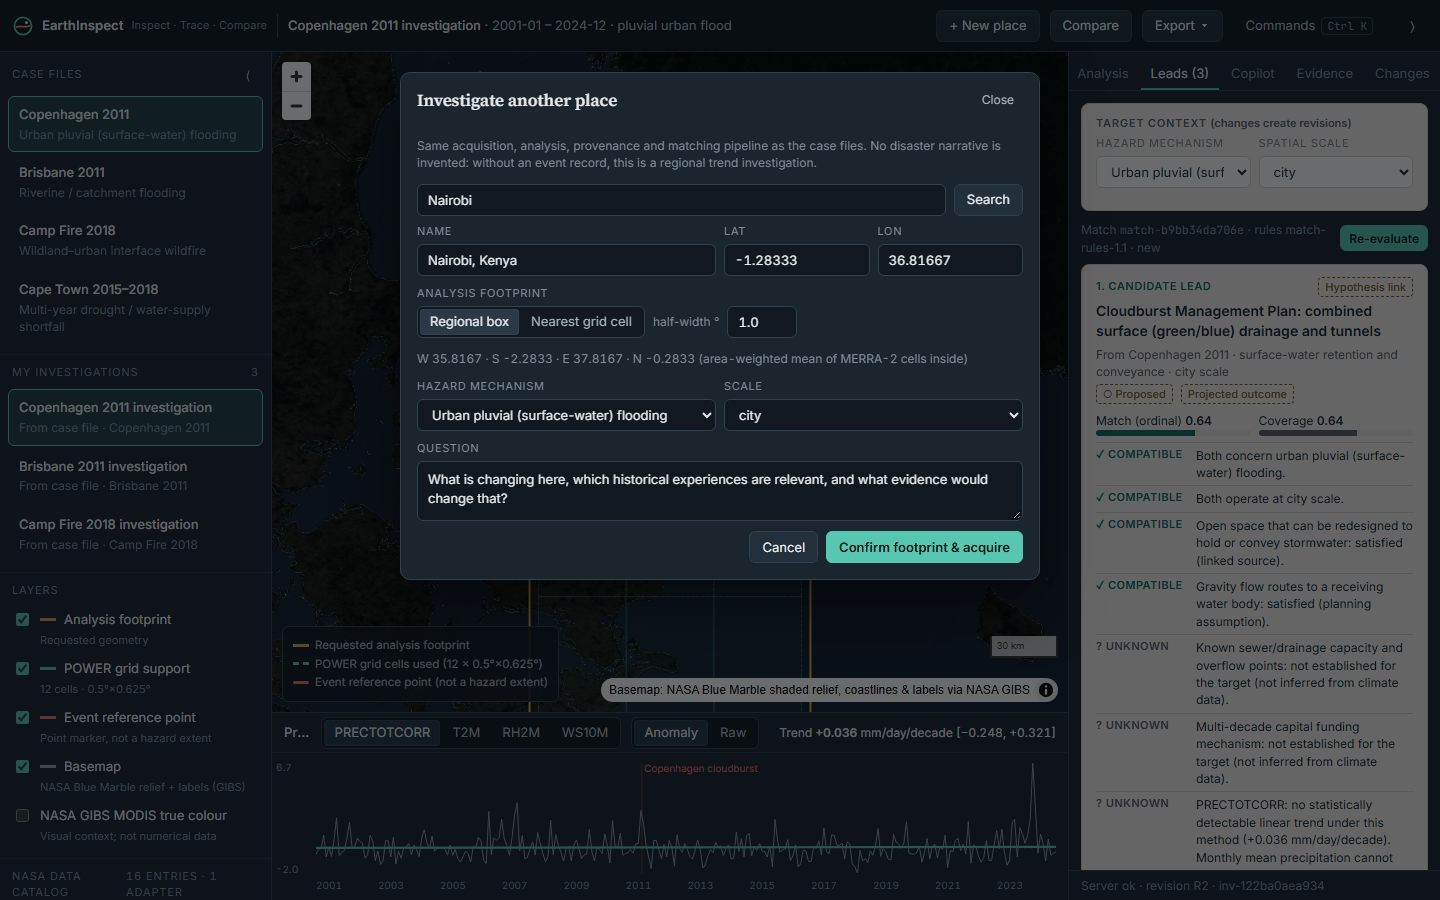 EarthInspect
Inspect · Trace · Compare
Copenhagen 2011 investigation · 2001-01 – 2024-12 · pluvial urban flood
+ New place
Compare
Export
Commands
Ctrl K
CASE FILES
Copenhagen 2011
Urban pluvial (surface-water) flooding
Brisbane 2011
Riverine / catchment flooding
Camp Fire 2018
Wildland–urban interface wildfire
Cape Town 2015–2018
Multi-year drought / water-supply
shortfall
MY INVESTIGATIONS
3
Copenhagen 2011 investigation
From case file · Copenhagen 2011
Brisbane 2011 investigation
From case file · Brisbane 2011
Camp Fire 2018 investigation
From case file · Camp Fire 2018
LAYERS
Analysis footprint
Requested geometry
POWER grid support
12 cells · 0.5°×0.625°
Event reference point
Point marker, not a hazard extent
Basemap
NASA Blue Marble relief + labels (GIBS)
NASA GIBS MODIS true colour
Visual context; not numerical data
NASA DATA
CATALOG
16 ENTRIES · 1
ADAPTER
Investigate another place
Close
Same acquisition, analysis, provenance and matching pipeline as the case files. No disaster narrative is
invented: without an event record, this is a regional trend investigation.
Nairobi
Search
NAME
LAT
LON
Nairobi, Kenya
-1.28333
36.81667
ANALYSIS FOOTPRINT
Regional box
Nearest grid cell
half-width °
1.0
W 35.8167 · S -2.2833 · E 37.8167 · N -0.2833 (area-weighted mean of MERRA-2 cells inside)
HAZARD MECHANISM
SCALE
Urban pluvial (surface-water) flooding
city
QUESTION
What is changing here, which historical experiences are relevant, and what evidence would
change that?
Cancel
Confirm footprint & acquire
Requested analysis footprint
POWER grid cells used (12 × 0.5°×0.625°)
Event reference point (not a hazard extent)
30 km
Basemap: NASA Blue Marble shaded relief, coastlines & labels via NASA GIBS
Pr...
PRECTOTCORR
T2M
RH2M
WS10M
Anomaly
Raw
Trend +0.036 mm/day/decade [−0.248, +0.321]
6.7
Copenhagen cloudburst
-2.0
2001
2003
2005
2007
2009
2011
2013
2015
2017
2019
2021
2023
Analysis
Leads (3)
Copilot
Evidence
Changes
TARGET CONTEXT (changes create revisions)
HAZARD MECHANISM
SPATIAL SCALE
Urban pluvial (surf
city
Match match-b9bb34da706e · rules match-
rules-1.1 · new
Re-evaluate
1. CANDIDATE LEAD
Hypothesis link
Cloudburst Management Plan: combined
surface (green/blue) drainage and tunnels
From Copenhagen 2011 · surface-water retention and
conveyance · city scale
Proposed
Projected outcome
Match (ordinal) 0.64
Coverage 0.64
✓ COMPATIBLE
Both concern urban pluvial (surface-
water) flooding.
✓ COMPATIBLE
Both operate at city scale.
✓ COMPATIBLE
Open space that can be redesigned to
hold or convey stormwater: satisfied
(linked source).
✓ COMPATIBLE
Gravity flow routes to a receiving
water body: satisfied (planning
assumption).
? UNKNOWN
Known sewer/drainage capacity and
overflow points: not established for
the target (not inferred from climate
data).
? UNKNOWN
Multi-decade capital funding
mechanism: not established for the
target (not inferred from climate
data).
? UNKNOWN
PRECTOTCORR: no statistically
detectable linear trend under this
method (+0.036 mm/day/decade).
Monthly mean precipitation cannot
Server ok · revision R2 · inv-122ba0aea934